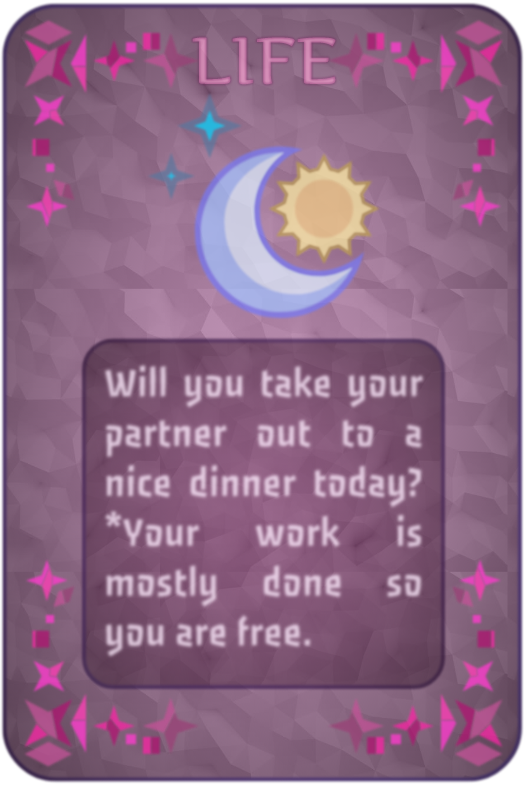 LIFE
Will you take your
partner out to a
nice dinner today?
*Your work is
mostly done so
you are free.